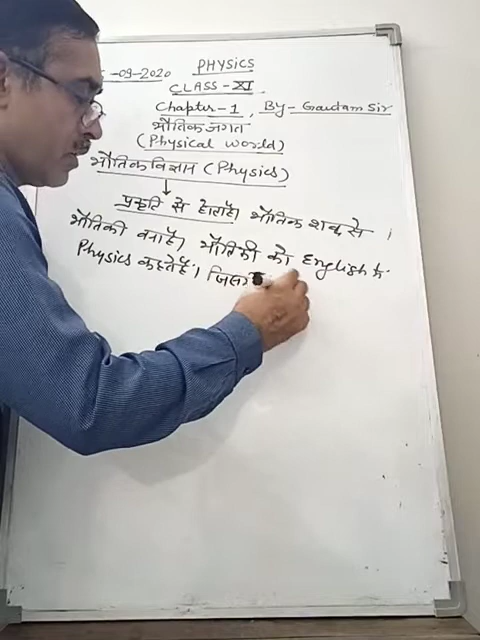 -09-2020 PHYSICS
CLASS - XI
Chapter-1, By- Gautam Sir
भौतिक जगत
(Physical world)
भौतिक विज्ञान (Physics)
↓
प्रकृति से होता है। भौतिक शब्द से
भौतिकी बना है। भौतिकी को English में
Physics कहते हैं।